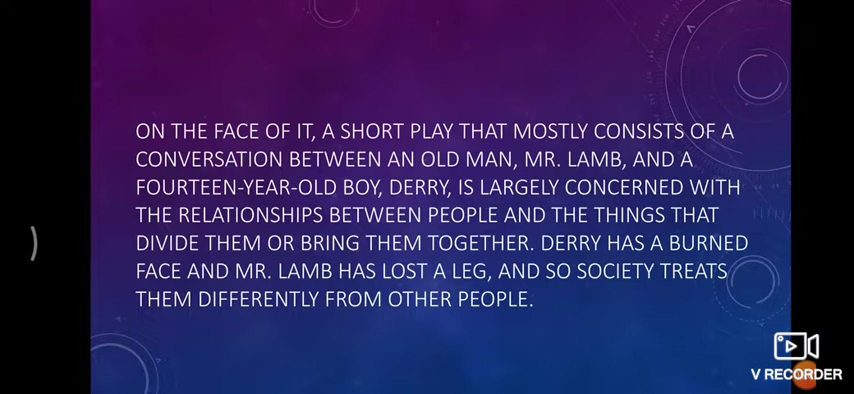 ON THE FACE OF IT, A SHORT PLAY THAT MOSTLY CONSISTS OF A
CONVERSATION BETWEEN AN OLD MAN, MR. LAMB, AND A
FOURTEEN-YEAR-OLD BOY, DERRY, IS LARGELY CONCERNED WITH
THE RELATIONSHIPS BETWEEN PEOPLE AND THE THINGS THAT
DIVIDE THEM OR BRING THEM TOGETHER. DERRY HAS A BURNED
FACE AND MR. LAMB HAS LOST A LEG, AND SO SOCIETY TREATS
THEM DIFFERENTLY FROM OTHER PEOPLE.
V RECORDER